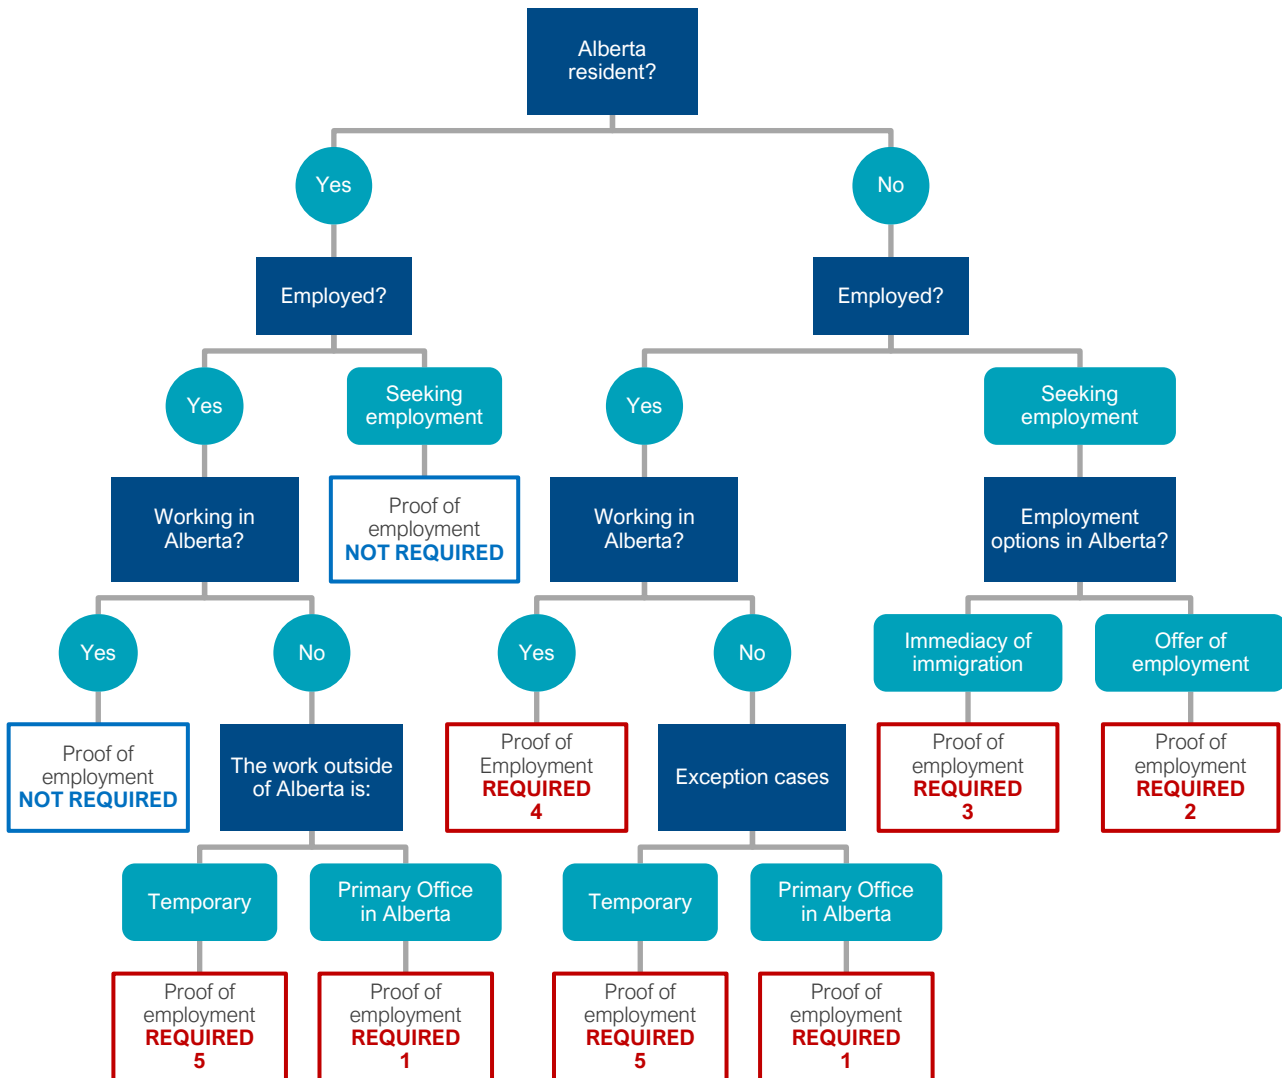 Alberta
resident?
Yes
No
Employed?
Employed?
Yes
Seeking
employment
Yes
Seeking
employment
Working in
Alberta?
Proof of
employment
NOT REQUIRED
Working in
Alberta?
Employment
options in Alberta?
Yes
No
Yes
No
Immediacy of
immigration
Offer of
employment
Proof of
employment
NOT REQUIRED
The work outside
of Alberta is:
Proof of
Employment
REQUIRED
4
Exception cases
Proof of
employment
REQUIRED
3
Proof of
employment
REQUIRED
2
Temporary
Primary Office
in Alberta
Temporary
Primary Office
in Alberta
Proof of
employment
REQUIRED
5
Proof of
employment
REQUIRED
1
Proof of
employment
REQUIRED
5
Proof of
employment
REQUIRED
1